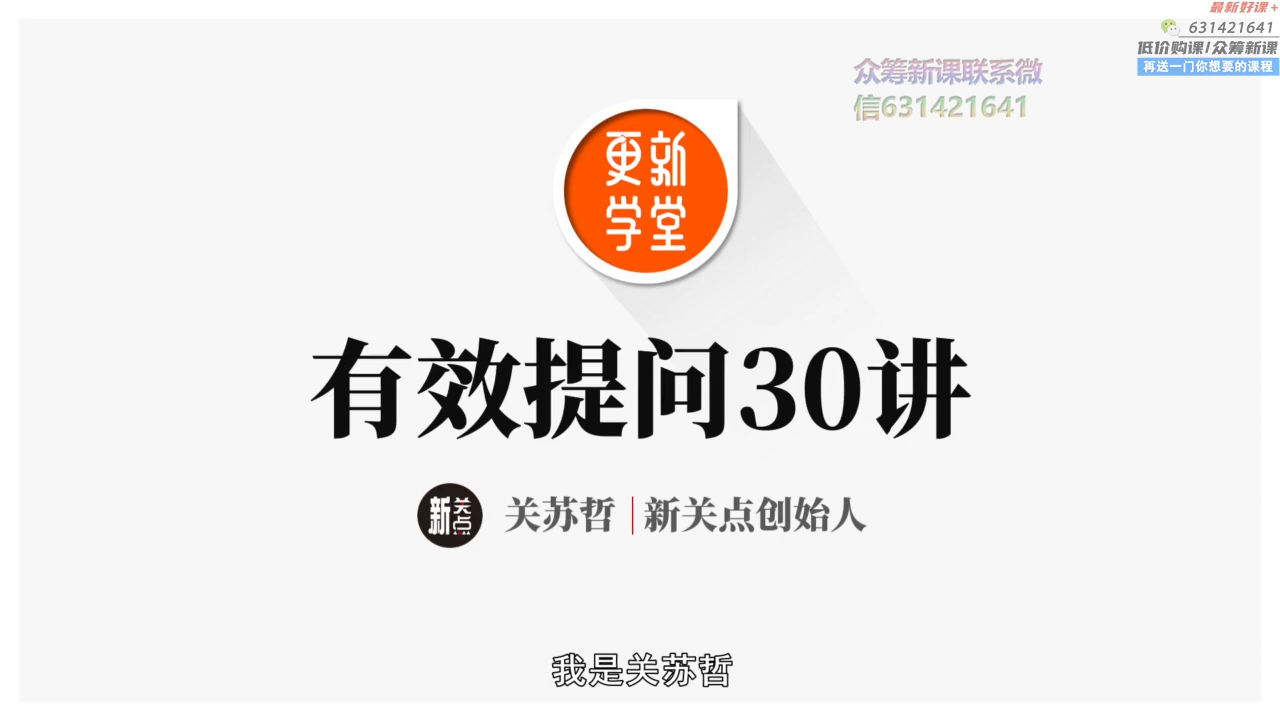 最新好课+
631421641
低价购课/众筹新课
再送一门你想要的课程
众筹新课联系微
信631421641
更新
学堂
有效提问30讲
新关点
关苏哲|新关点创始人
我是关苏哲